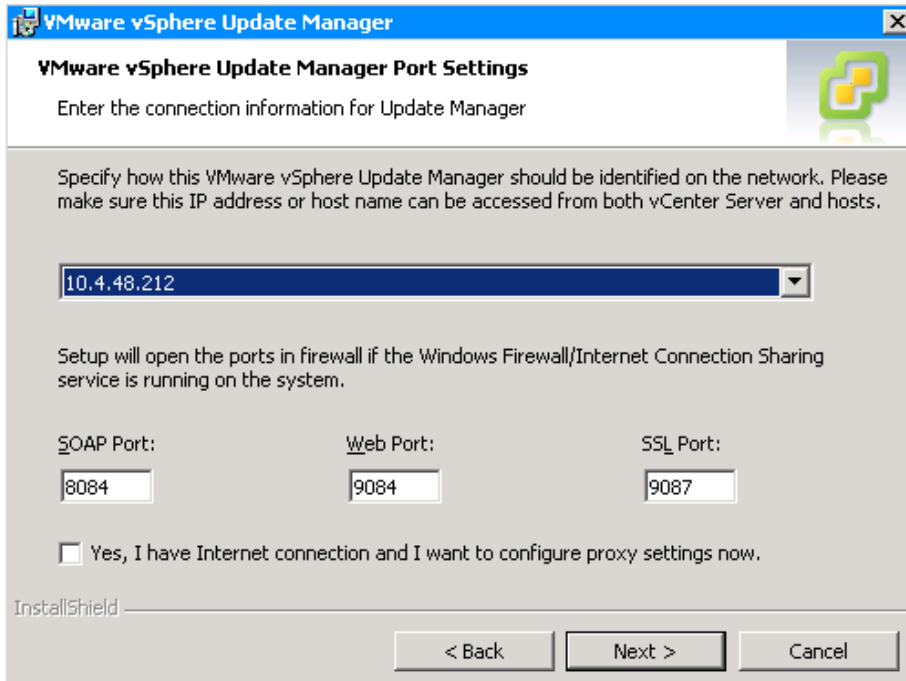 VMware vSphere Update Manager
VMware vSphere Update Manager Port Settings
Enter the connection information for Update Manager
Specify how this VMware vSphere Update Manager should be identified on the network. Please
make sure this IP address or host name can be accessed from both vCenter Server and hosts.
10.4.48.212
Setup will open the ports in firewall if the Windows Firewall/Internet Connection Sharing
service is running on the system.
SOAP Port: Web Port: SSL Port:
8084 9084 9087
Yes, I have Internet connection and I want to configure proxy settings now.
InstallShield
< Back Next > Cancel